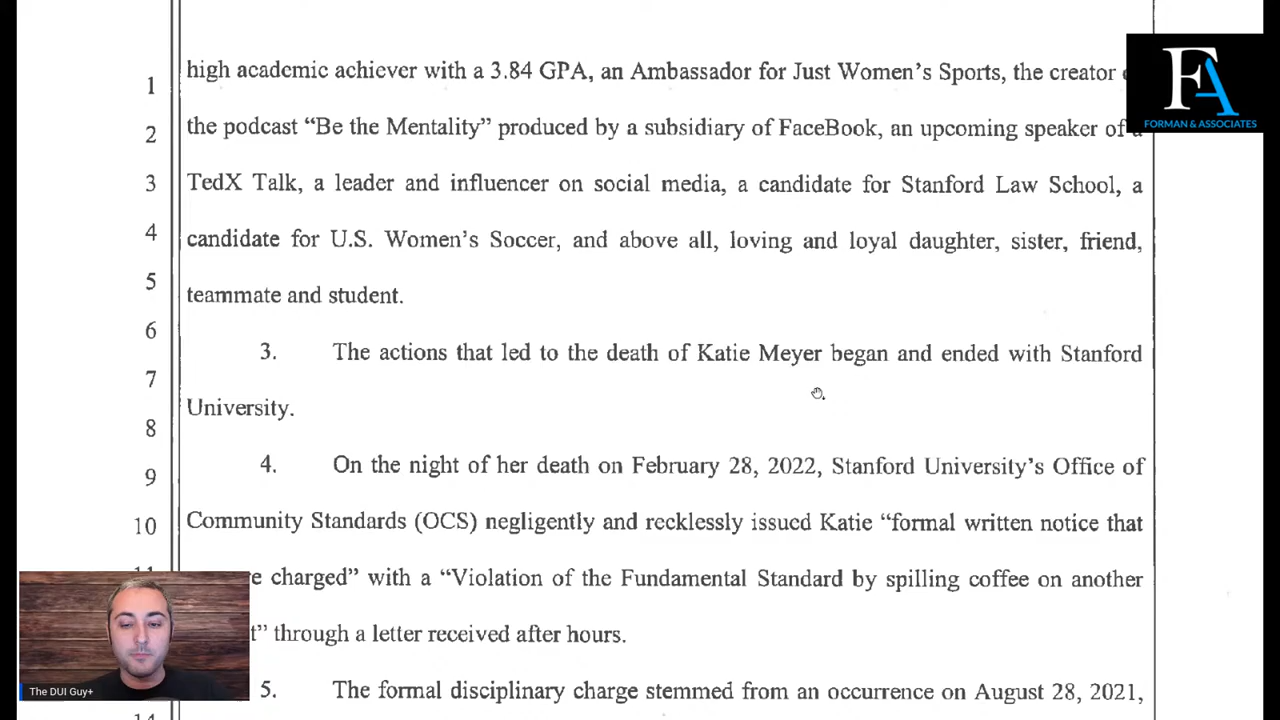 high academic achiever with a 3.84 GPA, an Ambassador for Just Women's Sports, the creator
1
the podcast “Be the Mentality” produced by a subsidiary of FaceBook, an upcoming speaker of a
2
TedX Talk, a leader and influencer on social media, a candidate for Stanford Law School, a
3
candidate for U.S. Women's Soccer, and above all, loving and loyal daughter, sister, friend,
4
teammate and student.
5
6
3. The actions that led to the death of Katie Meyer began and ended with Stanford
7
University.
8
4. On the night of her death on February 28, 2022, Stanford University's Office of
9
Community Standards (OCS) negligently and recklessly issued Katie “formal written notice that
10
charged” with a “Violation of the Fundamental Standard by spilling coffee on another
through a letter received after hours.
5. The formal disciplinary charge stemmed from an occurrence on August 28, 2021,
FA
FORMAN & ASSOCIATES
The DUI Guy+